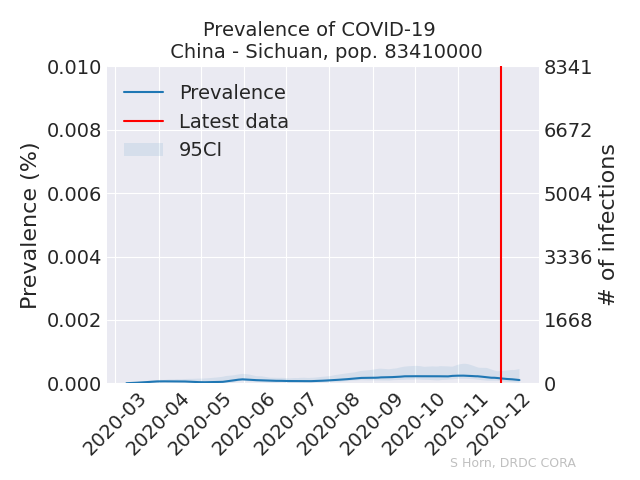 Prevalence of COVID-19
China - Sichuan, pop. 83410000
Prevalence
Latest data
95CI
Prevalence (%)
0.010
0.008
0.006
0.004
0.002
0.000
8341
6672
5004
3336
1668
0
# of infections
2020-03
2020-04
2020-05
2020-06
2020-07
2020-08
2020-09
2020-10
2020-11
2020-12
S Horn, DRDC CORA